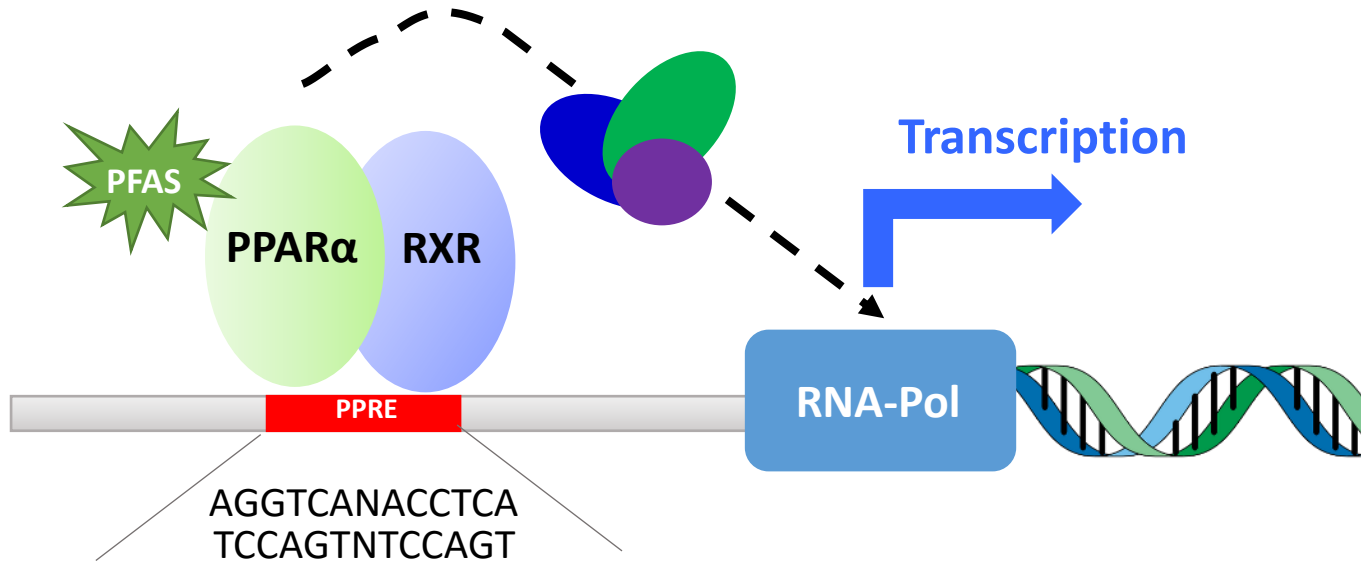 Transcription
PFAS
PPARα
RXR
PPRE
RNA-Pol
AGGTCANACCTCA
TCCAGTNTCCAGT